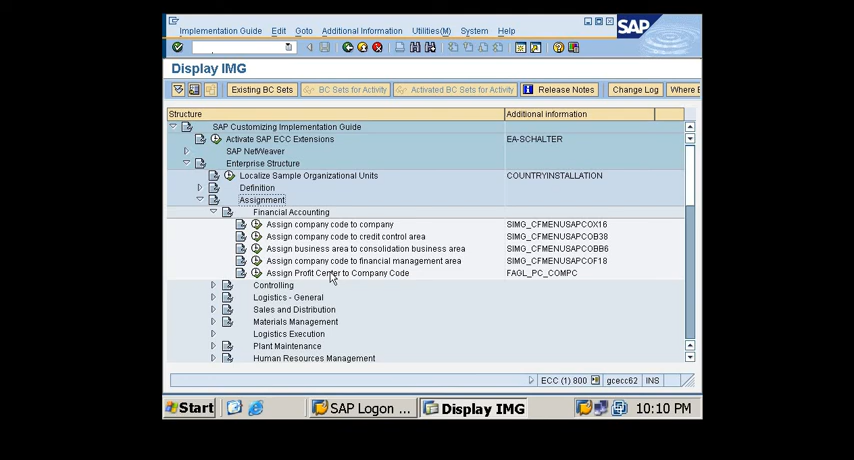 Implementation Guide Edit Goto Additional Information Utilities(M) System Help
SAP
Display IMG
Existing BC Sets BC Sets for Activity Activated BC Sets for Activity Release Notes Change Log Where E
Structure Additional information
SAP Customizing Implementation Guide
Activate SAP ECC Extensions EA-SCHALTER
SAP NetWeaver
Enterprise Structure
Localize Sample Organizational Units COUNTRYINSTALLATION
Definition
Assignment
Financial Accounting
Assign company code to company SIMG_CFMENUSAPCOX16
Assign company code to credit control area SIMG_CFMENUSAPCOB38
Assign business area to consolidation business area SIMG_CFMENUSAPCOBB6
Assign company code to financial management area SIMG_CFMENUSAPCOF18
Assign Profit Center to Company Code FAGL_PC_COMPC
Controlling
Logistics - General
Sales and Distribution
Materials Management
Logistics Execution
Plant Maintenance
Human Resources Management
ECC (1) 800 gcecc62 INS
Start SAP Logon ... Display IMG 10:10 PM